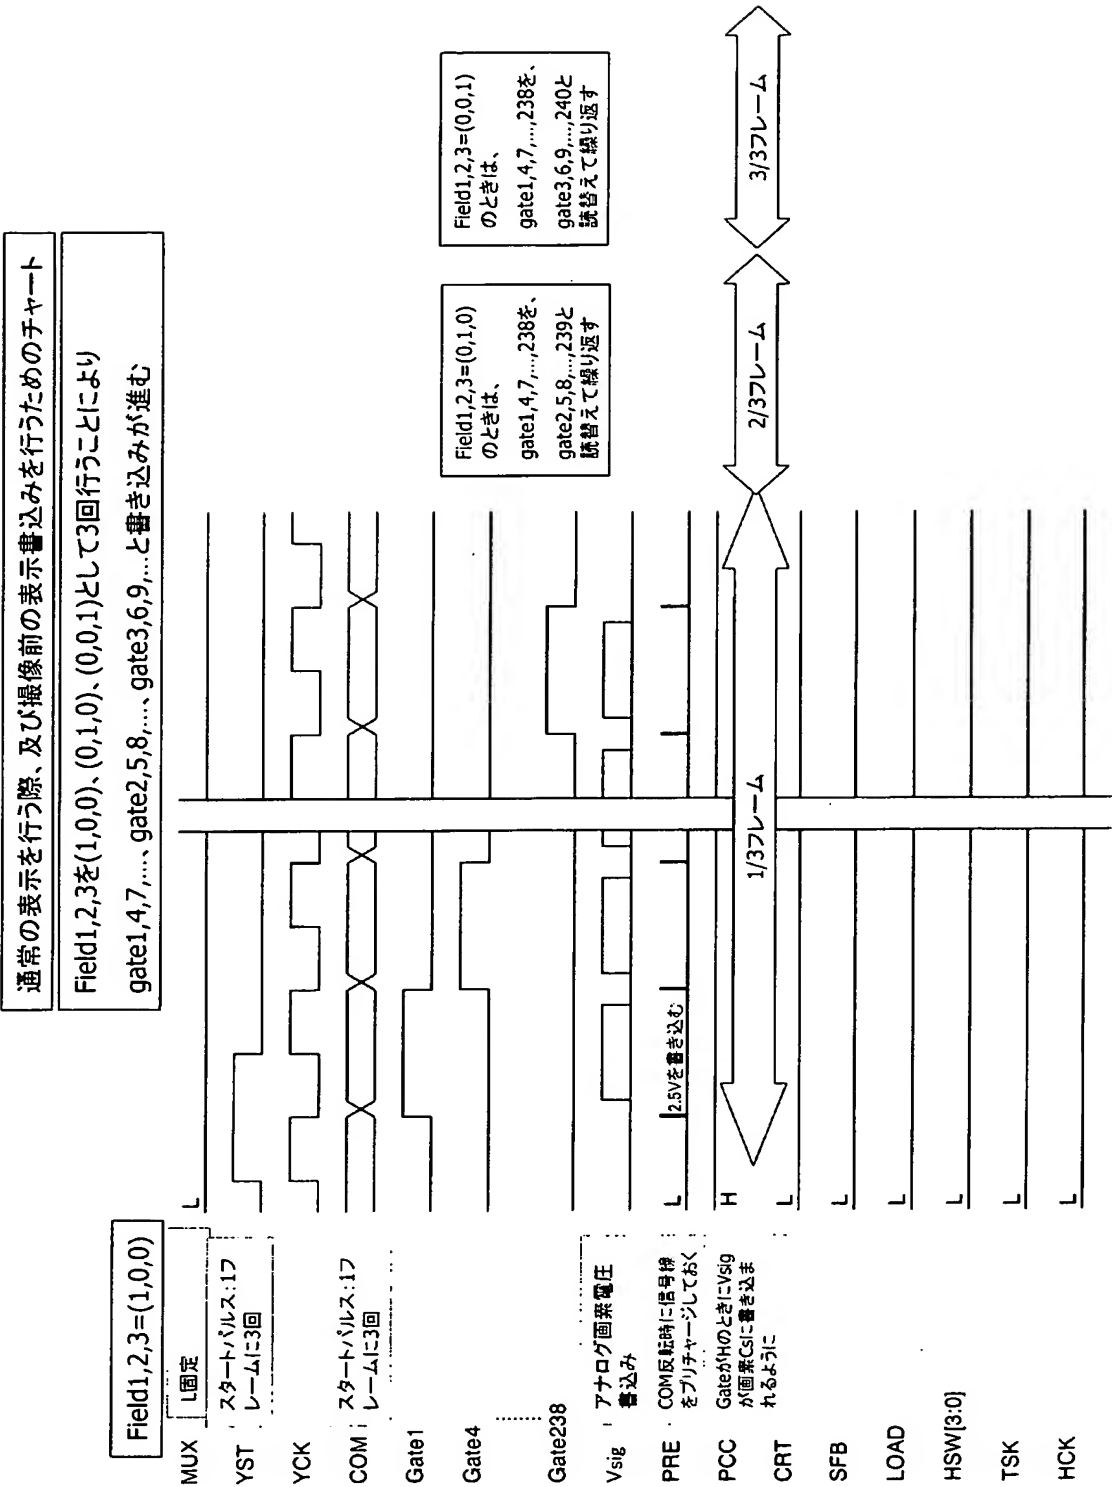 通常の表示を行う際、及び撮像前の表示書込みを行うためのチャート
Field1,2,3を(1,0,0)、(0,1,0)、(0,0,1)として3回行うことにより
gate1,4,7,…、gate2,5,8,…、gate3,6,9,…と書き込みが進む
Field1,2,3=(1,0,0)
MUX
L固定
L
YST
スタートパルス:1フ
レームに3回
YCK
COM
スタートパルス:1フ
レームに3回
Gate1
Gate4
Gate238
Vsig
アナログ画素電圧
書込み
PRE
COM反転時に信号線
をプリチャージしておく
L
2.5Vを書き込む
PCC
GateがHのときにVsig
が画素Csに書き込ま
れるように
H
CRT
L
SFB
L
LOAD
L
HSW[3:0]
L
TSK
L
HCK
L
Field1,2,3=(0,1,0)
のときは、
gate1,4,7,…,238を、
gate2,5,8,…,239と
読替えて繰り返す
Field1,2,3=(0,0,1)
のときは、
gate1,4,7,…,238を、
gate3,6,9,…,240と
読替えて繰り返す
1/3フレーム
2/3フレーム
3/3フレーム